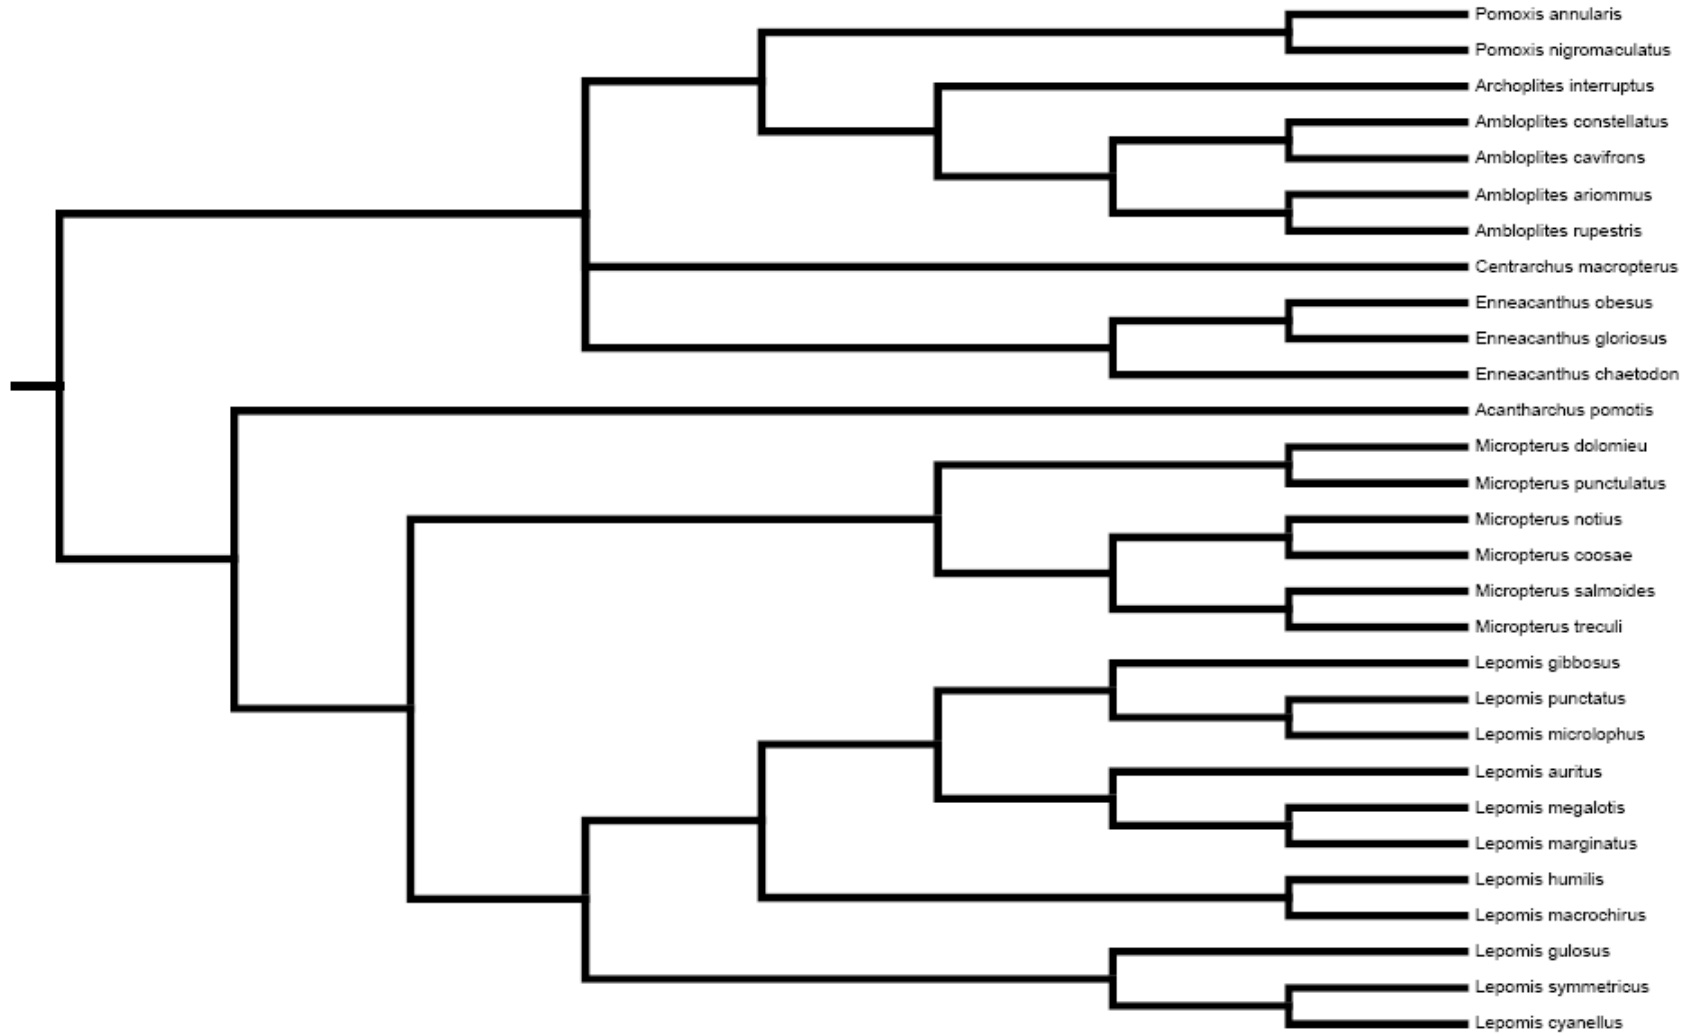 Pomoxis annularis
Pomoxis nigromaculatus
Archoplites interruptus
Ambloplites constellatus
Ambloplites cavifrons
Ambloplites ariommus
Ambloplites rupestris
Centrarchus macropterus
Enneacanthus obesus
Enneacanthus gloriosus
Enneacanthus chaetodon
Acantharchus pomotis
Micropterus dolomieu
Micropterus punctulatus
Micropterus notius
Micropterus coosae
Micropterus salmoides
Micropterus treculi
Lepomis gibbosus
Lepomis punctatus
Lepomis microlophus
Lepomis auritus
Lepomis megalotis
Lepomis marginatus
Lepomis humilis
Lepomis macrochirus
Lepomis gulosus
Lepomis symmetricus
Lepomis cyanellus